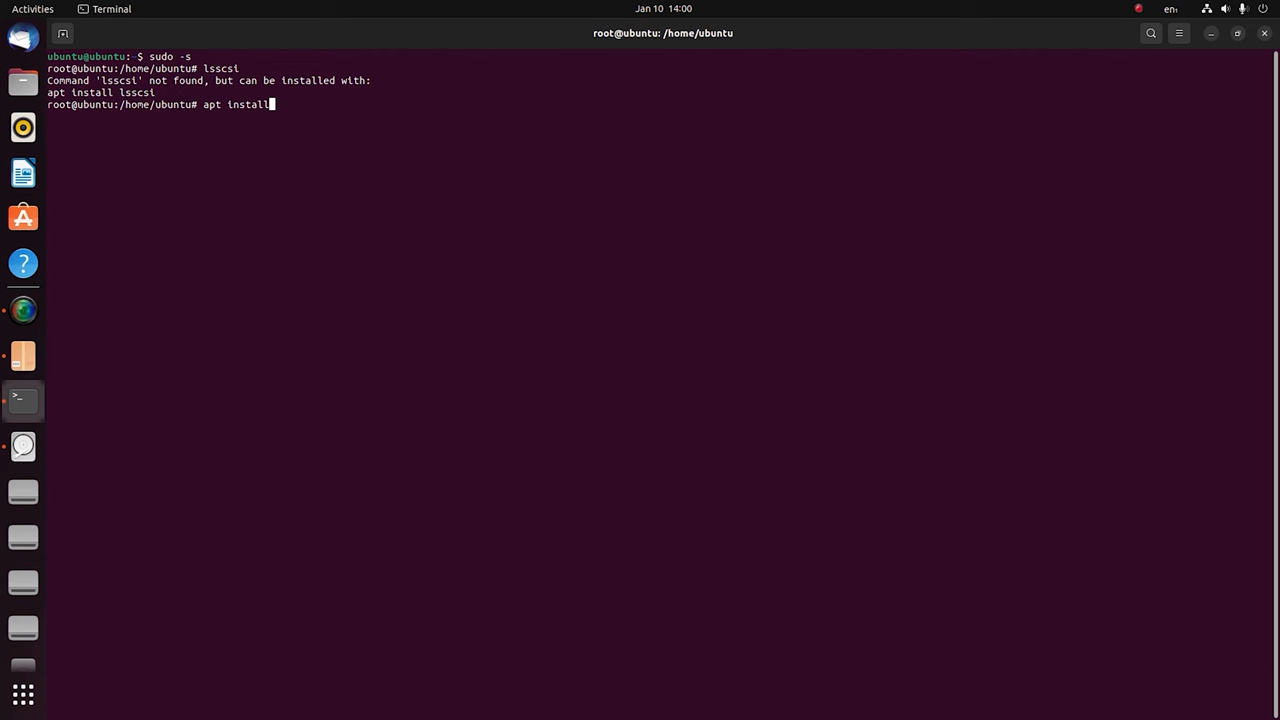 Activities
Terminal
Jan 10 14:00
en₁
root@ubuntu: /home/ubuntu
ubuntu@ubuntu:~$ sudo -s
root@ubuntu:/home/ubuntu# lsscsi
Command 'lsscsi' not found, but can be installed with:
apt install lsscsi
root@ubuntu:/home/ubuntu# apt install